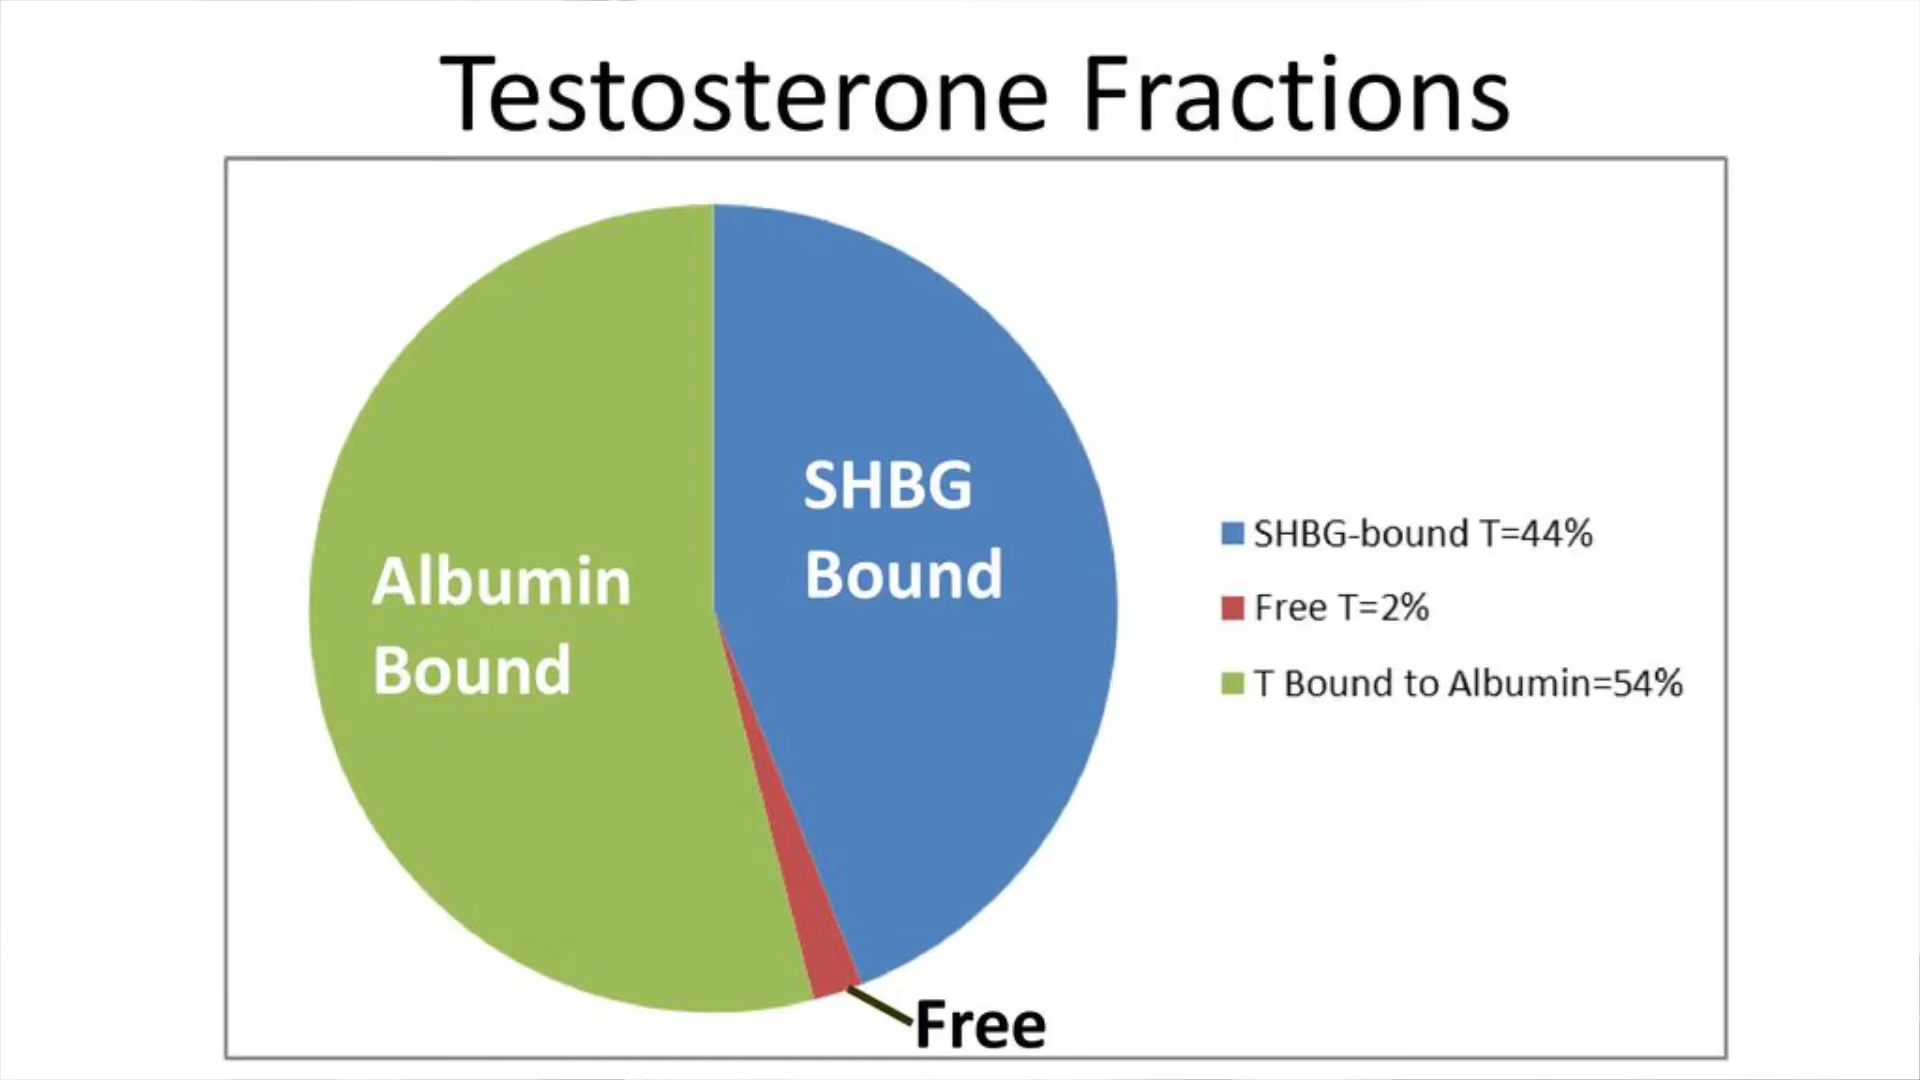 Testosterone Fractions
SHBG
Bound
Albumin
Bound
Free
SHBG-bound T=44%
Free T=2%
T Bound to Albumin=54%